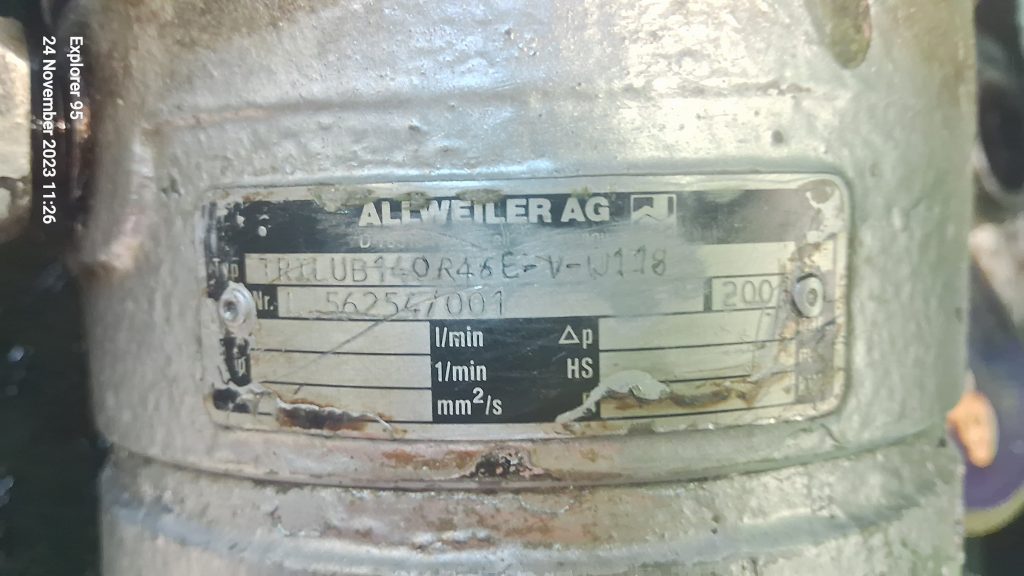 Explorer 95
24 November 2023 11:26
ALLWEILER AG
Typ TRILUB140R46E-V-W118
Nr. 562547001 200
l/min Δp
1/min HS
mm²/s